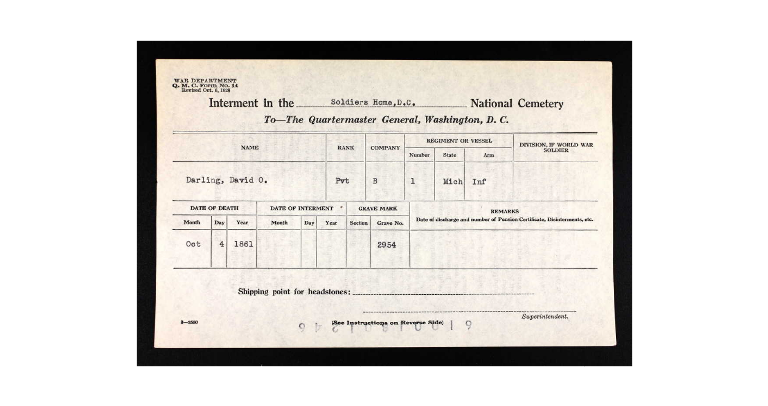 WAR DEPARTMENT
Q. M. C. Form No. 14
Revised Oct. 8, 1928
Interment in the Soldiers Home,D.C. National Cemetery
To—The Quartermaster General, Washington, D. C.
NAME RANK COMPANY REGIMENT OR VESSEL DIVISION, IF WORLD WAR SOLDIER
Number State Arm
Darling, David O. Pvt B 1 Mich Inf
DATE OF DEATH DATE OF INTERMENT GRAVE MARK REMARKS
Month Day Year Month Day Year Section Grave No. Date of discharge and number of Pension Certificate, Disinterments, etc.
Oct 4 1861 2954
Shipping point for headstones:
Superintendent.
(See Instructions on Reverse Side)